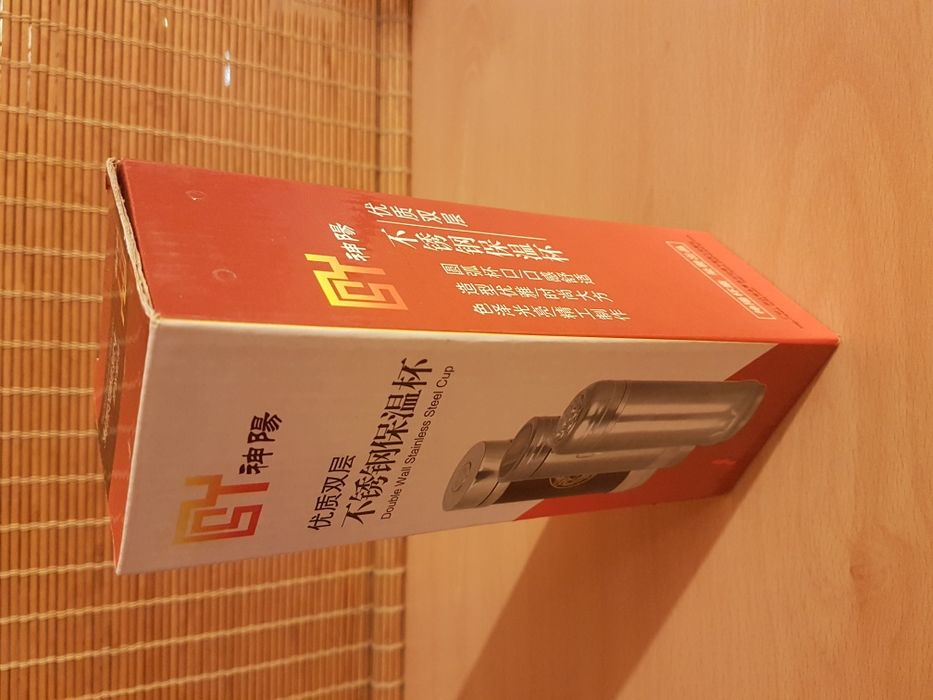 神陽
优质双层
不锈钢保温杯
Double Wall Stainless Steel Cup
神陽
优质双层
不锈钢保温杯
圆弧杯口/口感舒适
造型优雅/时尚大方
色泽光亮/精工制作